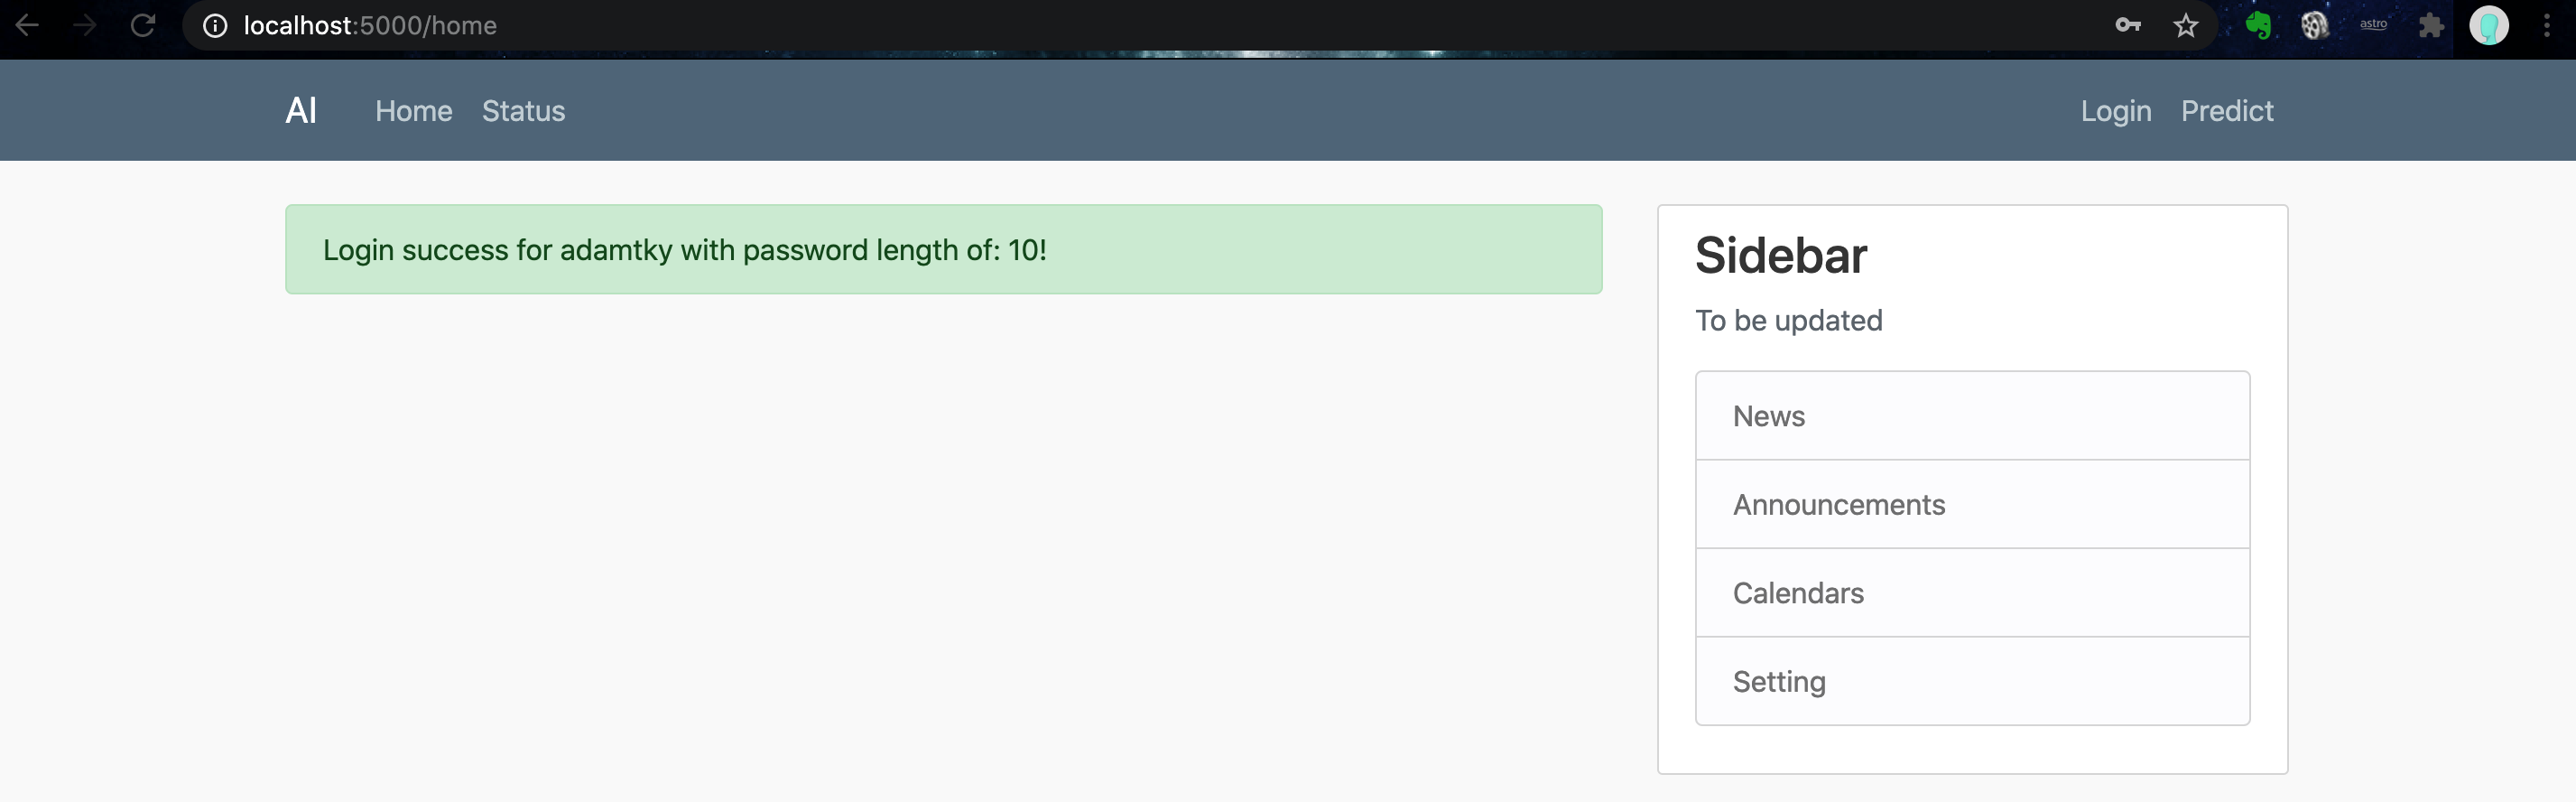 localhost:5000/home
astro
AI Home Status Login Predict
Login success for adamtky with password length of: 10!
Sidebar
To be updated
News
Announcements
Calendars
Setting